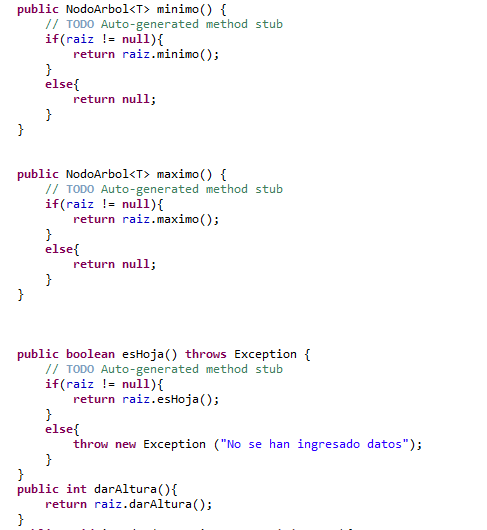 public NodoArbol<T> minimo() {
    // TODO Auto-generated method stub
    if(raiz != null){
        return raiz.minimo();
    }
    else{
        return null;
    }
}
public NodoArbol<T> maximo() {
    // TODO Auto-generated method stub
    if(raiz != null){
        return raiz.maximo();
    }
    else{
        return null;
    }
}
public boolean esHoja() throws Exception {
    // TODO Auto-generated method stub
    if(raiz != null){
        return raiz.esHoja();
    }
    else{
        throw new Exception ("No se han ingresado datos");
    }
}
public int darAltura(){
    return raiz.darAltura();
}